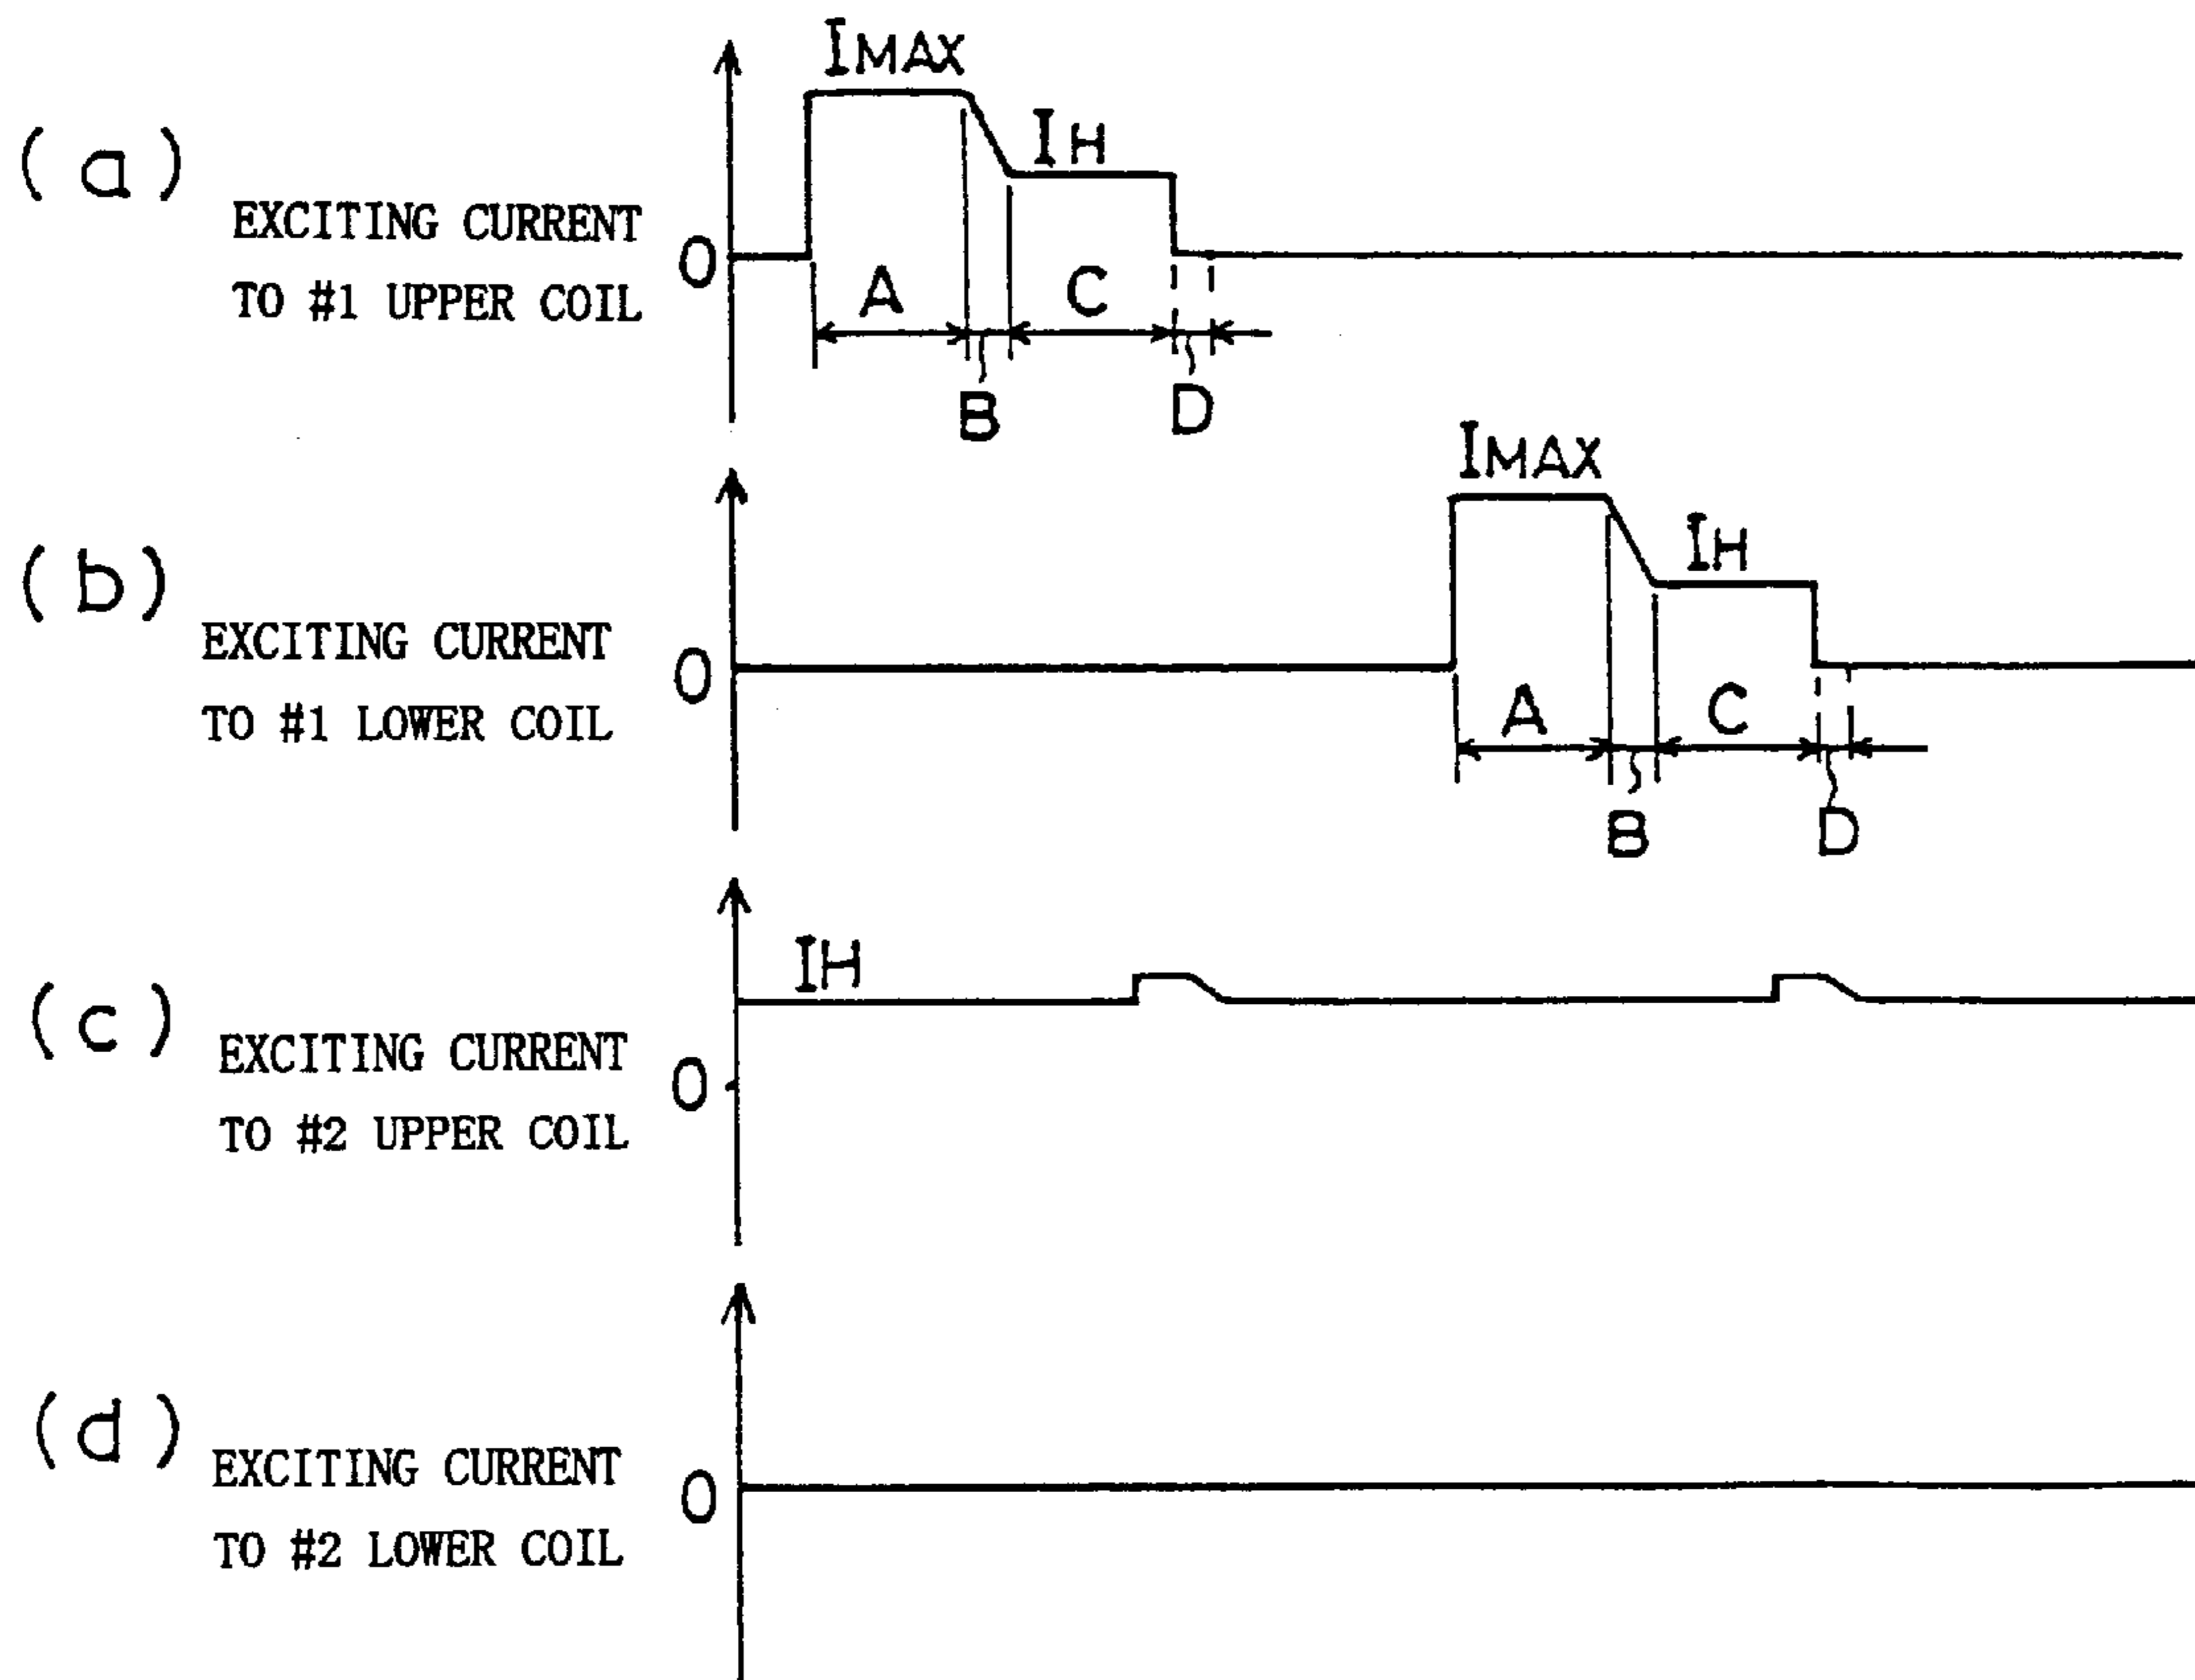 (a)
EXCITING CURRENT
TO #1 UPPER COIL
IMAX
IH
0
A
C
B
D
(b)
EXCITING CURRENT
TO #1 LOWER COIL
IMAX
IH
0
A
C
B
D
(c)
EXCITING CURRENT
TO #2 UPPER COIL
IH
0
(d)
EXCITING CURRENT
TO #2 LOWER COIL
0